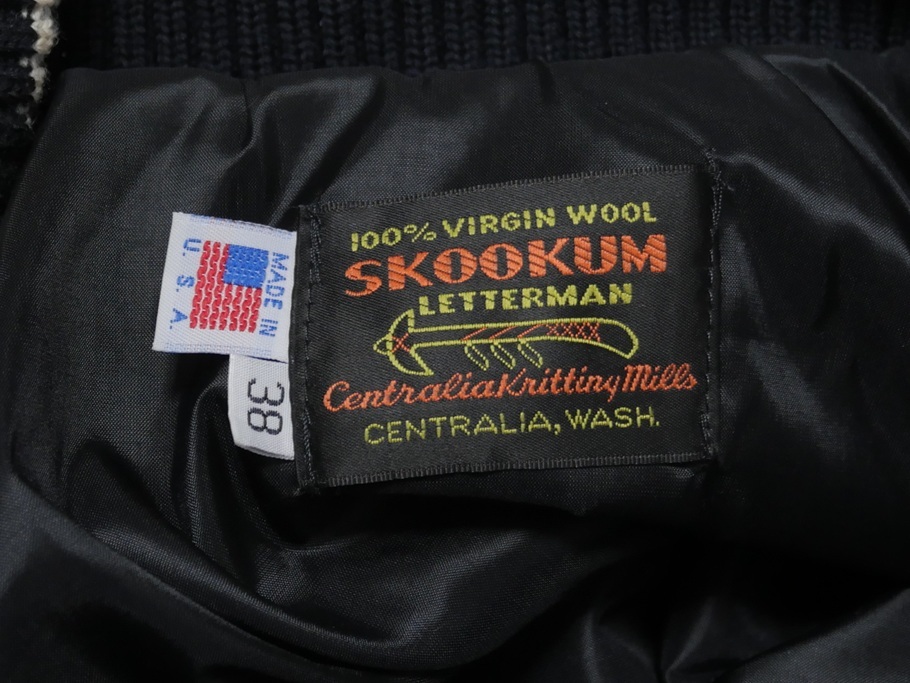 100% VIRGIN WOOL
SKOOKUM
LETTERMAN
Centralia Knitting Mills
CENTRALIA, WASH.
MADE IN
U.S.A.
38